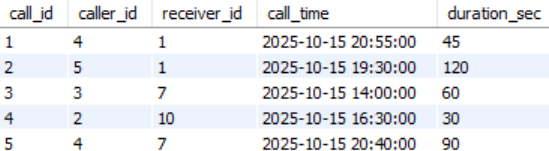 call_id caller_id receiver_id call_time duration_sec
1 4 1 2025-10-15 20:55:00 45
2 5 1 2025-10-15 19:30:00 120
3 3 7 2025-10-15 14:00:00 60
4 2 10 2025-10-15 16:30:00 30
5 4 7 2025-10-15 20:40:00 90